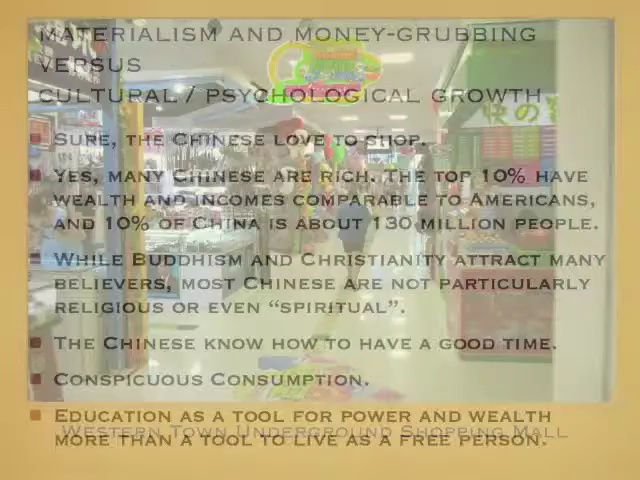 MATERIALISM AND MONEY-GRUBBING
VERSUS
CULTURAL / PSYCHOLOGICAL GROWTH
SURE, THE CHINESE LOVE TO SHOP.
YES, MANY CHINESE ARE RICH. THE TOP 10% HAVE
WEALTH AND INCOMES COMPARABLE TO AMERICANS,
AND 10% OF CHINA IS ABOUT 130 MILLION PEOPLE.
WHILE BUDDHISM AND CHRISTIANITY ATTRACT MANY
BELIEVERS, MOST CHINESE ARE NOT PARTICULARLY
RELIGIOUS OR EVEN “SPIRITUAL”.
THE CHINESE KNOW HOW TO HAVE A GOOD TIME.
CONSPICUOUS CONSUMPTION.
EDUCATION AS A TOOL FOR POWER AND WEALTH
MORE THAN A TOOL TO LIVE AS A FREE PERSON.
WESTERN TOWN UNDERGROUND SHOPPING MALL
快の